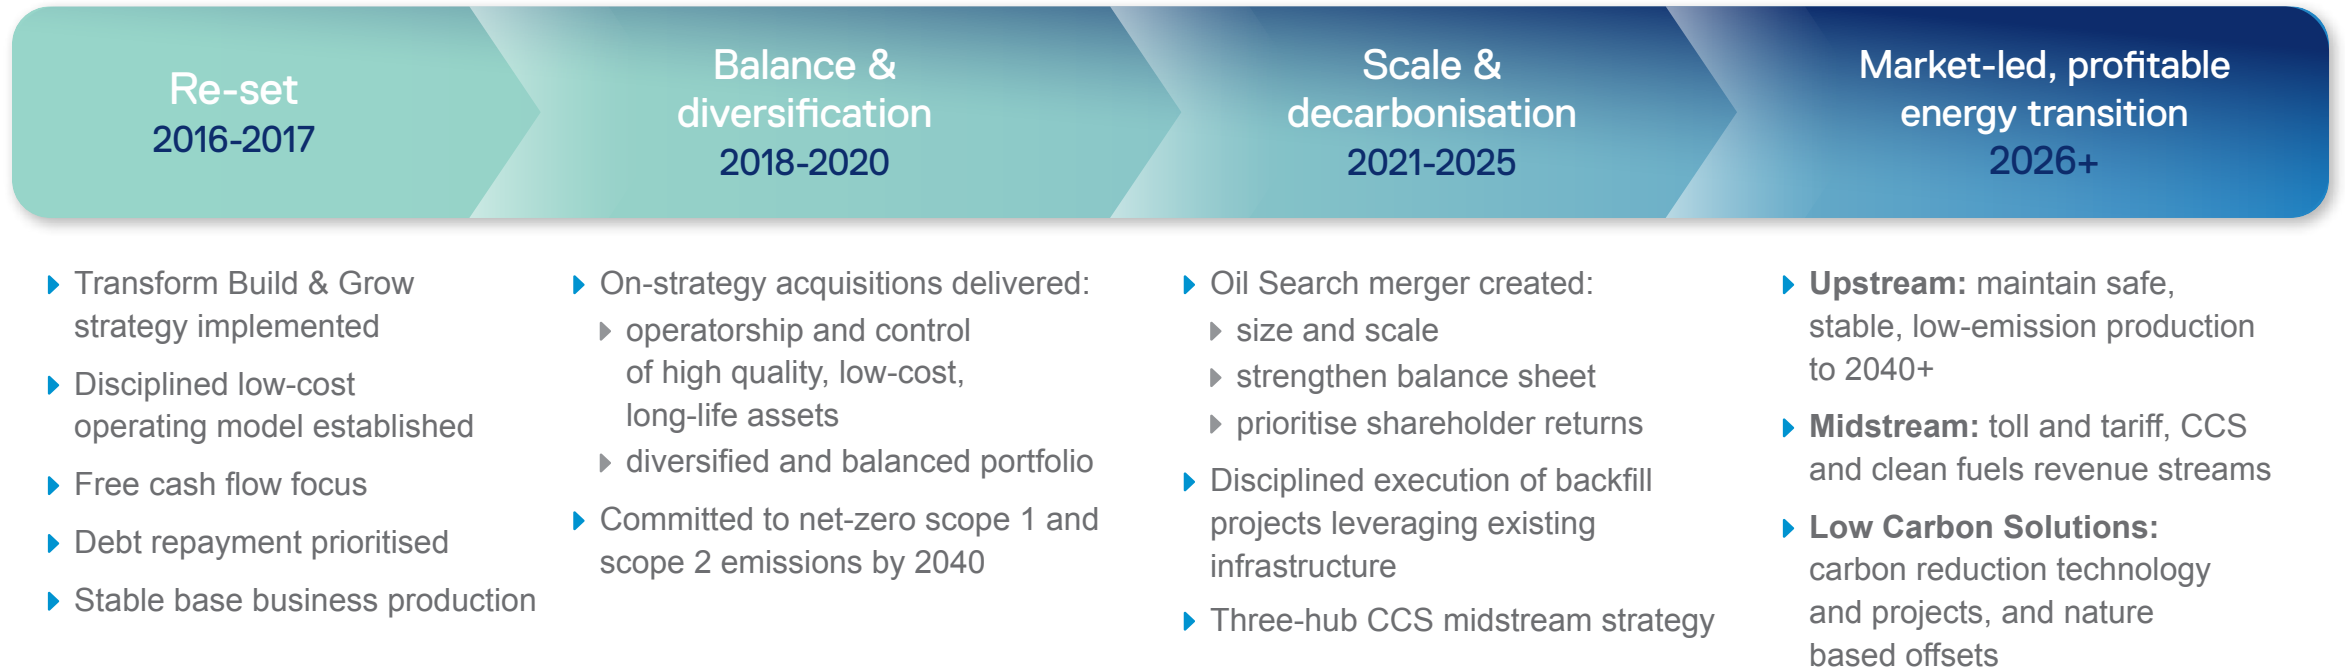 Re-set
2016-2017
Balance &
diversification
2018-2020
Scale &
decarbonisation
2021-2025
Market-led, profitable
energy transition
2026+
Transform Build & Grow
strategy implemented
Disciplined low-cost
operating model established
Free cash flow focus
Debt repayment prioritised
Stable base business production
On-strategy acquisitions delivered:
operatorship and control
of high quality, low-cost,
long-life assets
diversified and balanced portfolio
Committed to net-zero scope 1 and
scope 2 emissions by 2040
Oil Search merger created:
size and scale
strengthen balance sheet
prioritise shareholder returns
Disciplined execution of backfill
projects leveraging existing
infrastructure
Three-hub CCS midstream strategy
Upstream: maintain safe,
stable, low-emission production
to 2040+
Midstream: toll and tariff, CCS
and clean fuels revenue streams
Low Carbon Solutions:
carbon reduction technology
and projects, and nature
based offsets